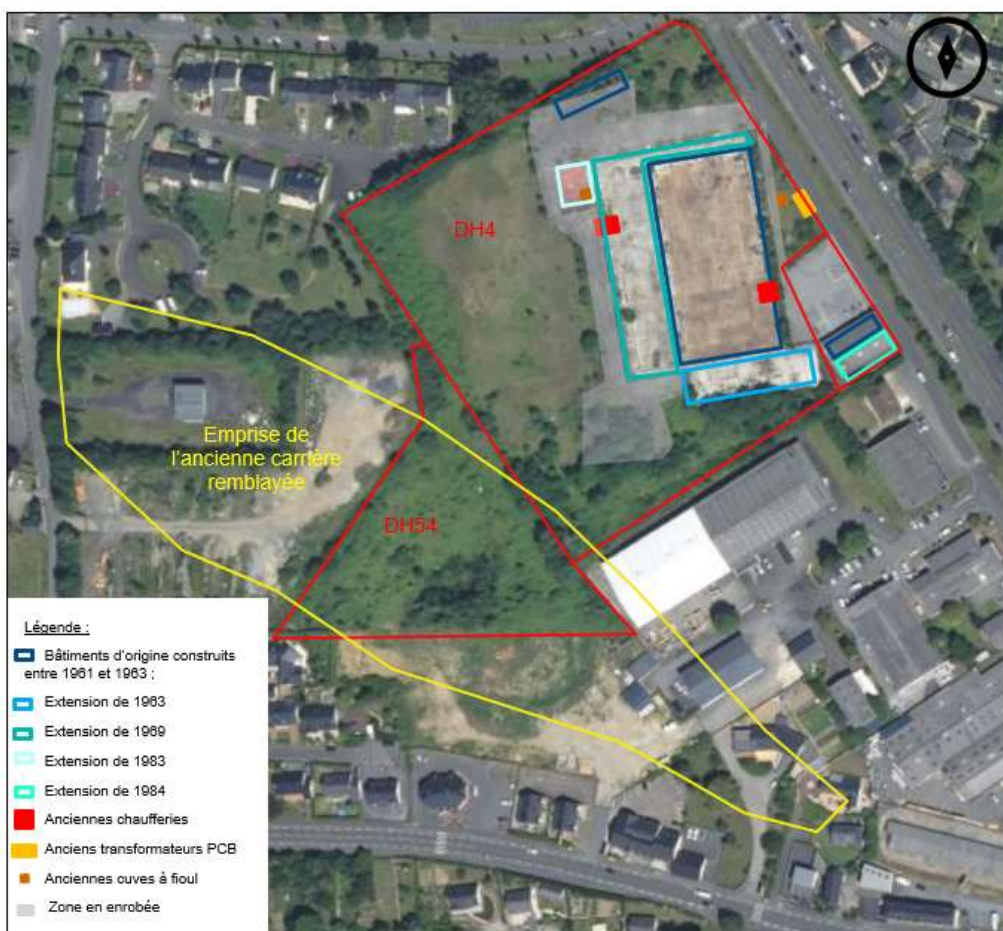 DH4
Emprise de
l'ancienne carrière
remblayée
DH54
Légende :
Bâtiments d'origine construits
entre 1961 et 1963 ;
Extension de 1963
Extension de 1969
Extension de 1983
Extension de 1984
Anciennes chaufferies
Anciens transformateurs PCB
Anciennes cuves à fioul
Zone en enrobée